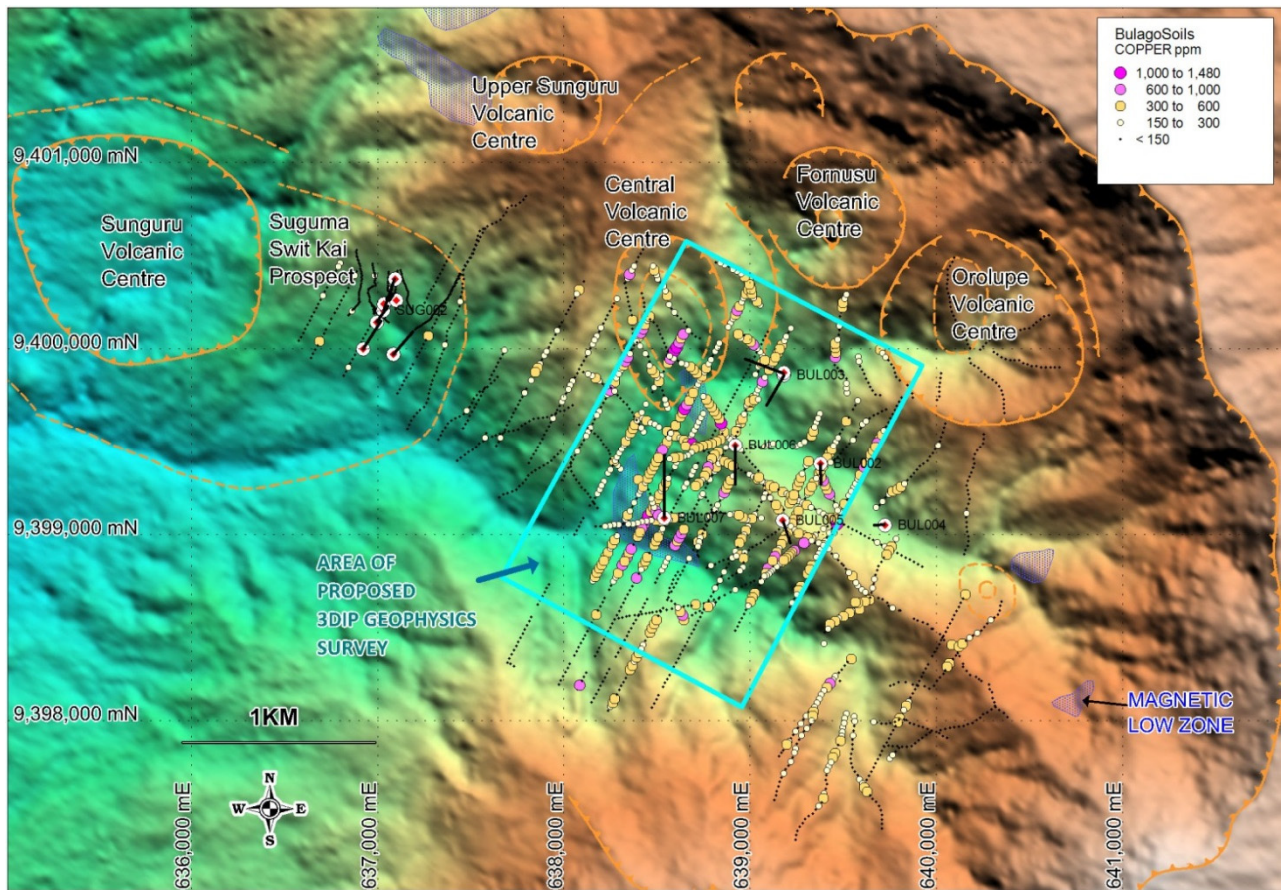 BulagoSoils
COPPER ppm
1,000 to 1,480
600 to 1,000
300 to 600
150 to 300
< 150
Upper Sunguru
Volcanic
Centre
9,401,000 mN
Sunguru
Volcanic
Centre
Suguma
Swit Kai
Prospect
Central
Volcanic
Centre
Fornusu
Volcanic
Centre
Orolupe
Volcanic
Centre
SUG002
9,400,000 mN
BUL003
BUL006
BUL002
BUL007
BUL005
BUL004
9,399,000 mN
AREA OF
PROPOSED
3DIP GEOPHYSICS
SURVEY
9,398,000 mN
1KM
MAGNETIC
LOW ZONE
N
W
E
S
636,000 mE
637,000 mE
638,000 mE
639,000 mE
640,000 mE
641,000 mE